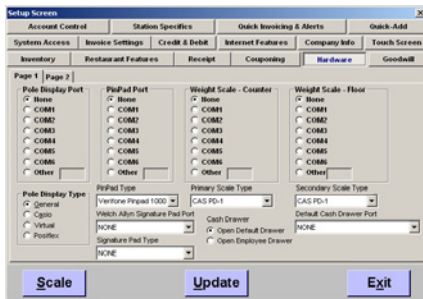 Setup Screen
Account Control Station Specifics Quick Invoicing & Alerts Quick-Add
System Access Invoice Settings Credit & Debit Internet Features Company Info Touch Screen
Inventory Restaurant Features Receipt Couponing Hardware Goodwill
Page 1 Page 2
Pole Display Port PinPad Port Weight Scale - Counter Weight Scale - Floor
None None None None
COM1 COM1 COM1 COM1
COM2 COM2 COM2 COM2
COM3 COM3 COM3 COM3
COM4 COM4 COM4 COM4
COM5 COM5 COM5 COM5
COM6 COM6 COM6 COM6
Other Other Other Other
Pole Display Type
General
Casio
Virtual
Posiflex
PinPad Type
Verifone Pinpad 1000
Welch Allyn Signature Pad Port
NONE
Signature Pad Type
NONE
Primary Scale Type
CAS PD-1
Cash Drawer
Open Default Drawer
Open Employee Drawer
Secondary Scale Type
CAS PD-1
Default Cash Drawer Port
NONE
Scale Update Exit